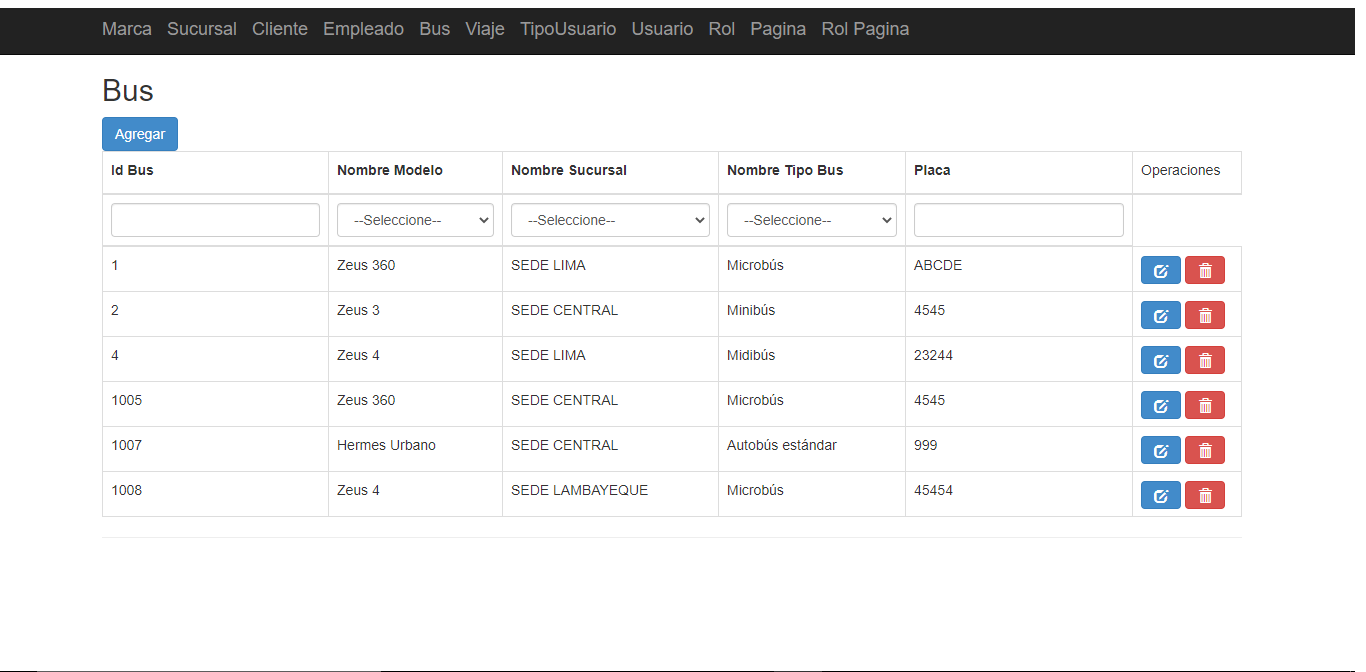 Marca Sucursal Cliente Empleado Bus Viaje TipoUsuario Usuario Rol Pagina Rol Pagina
Bus
Agregar
Id Bus Nombre Modelo Nombre Sucursal Nombre Tipo Bus Placa Operaciones
--Seleccione-- --Seleccione-- --Seleccione--
1 Zeus 360 SEDE LIMA Microbús ABCDE
2 Zeus 3 SEDE CENTRAL Minibús 4545
4 Zeus 4 SEDE LIMA Midibús 23244
1005 Zeus 360 SEDE CENTRAL Microbús 4545
1007 Hermes Urbano SEDE CENTRAL Autobús estándar 999
1008 Zeus 4 SEDE LAMBAYEQUE Microbús 45454